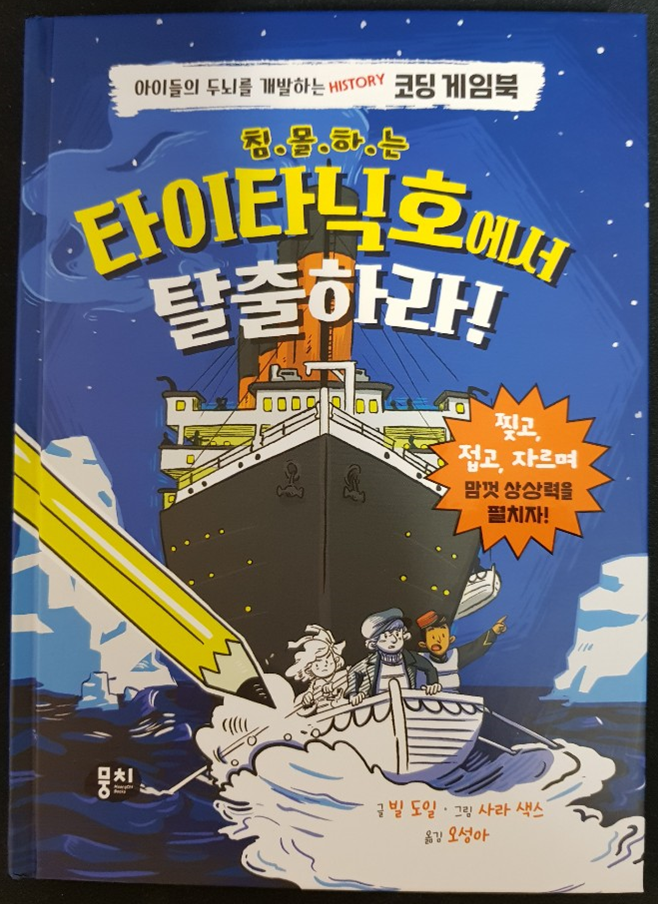 아이들의 두뇌를 개발하는 HISTORY 코딩 게임북
침.몰.하.는
타이타닉호에서
탈출하라!
찢고,
접고, 자르며
맘껏 상상력을
펼치자!
뭉치
글 빌 도일 · 그림 사라 색스
옮김 오성아